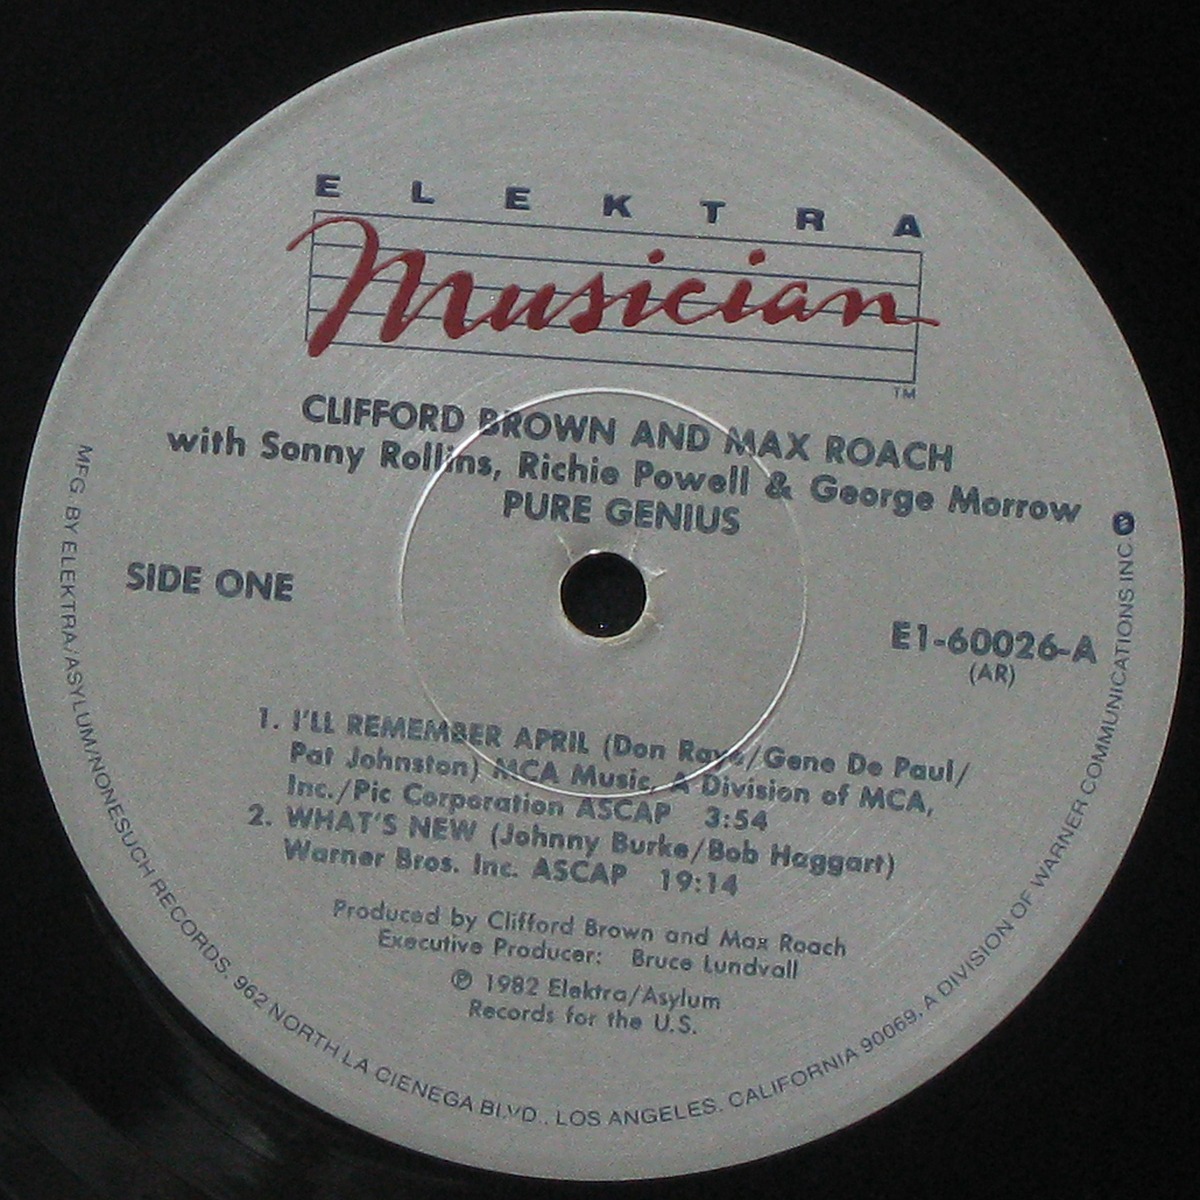 ELEKTRA
Musician
TM
CLIFFORD BROWN AND MAX ROACH
with Sonny Rollins, Richie Powell & George Morrow
PURE GENIUS
SIDE ONE
E1-60026-A
(AR)
1. I'LL REMEMBER APRIL (Don Raye/Gene De Paul/
Pat Johnston) MCA Music, A Division of MCA,
Inc./Pic Corporation ASCAP 3:54
2. WHAT'S NEW (Johnny Burke/Bob Haggart)
Warner Bros. Inc. ASCAP 19:14
Produced by Clifford Brown and Max Roach
Executive Producer: Bruce Lundvall
℗ 1982 Elektra/Asylum
Records for the U.S.
MFG. BY ELEKTRA/ASYLUM/NONESUCH RECORDS, 962 NORTH LA CIENEGA BLVD., LOS ANGELES, CALIFORNIA 90069, A DIVISION OF WARNER COMMUNICATIONS INC.